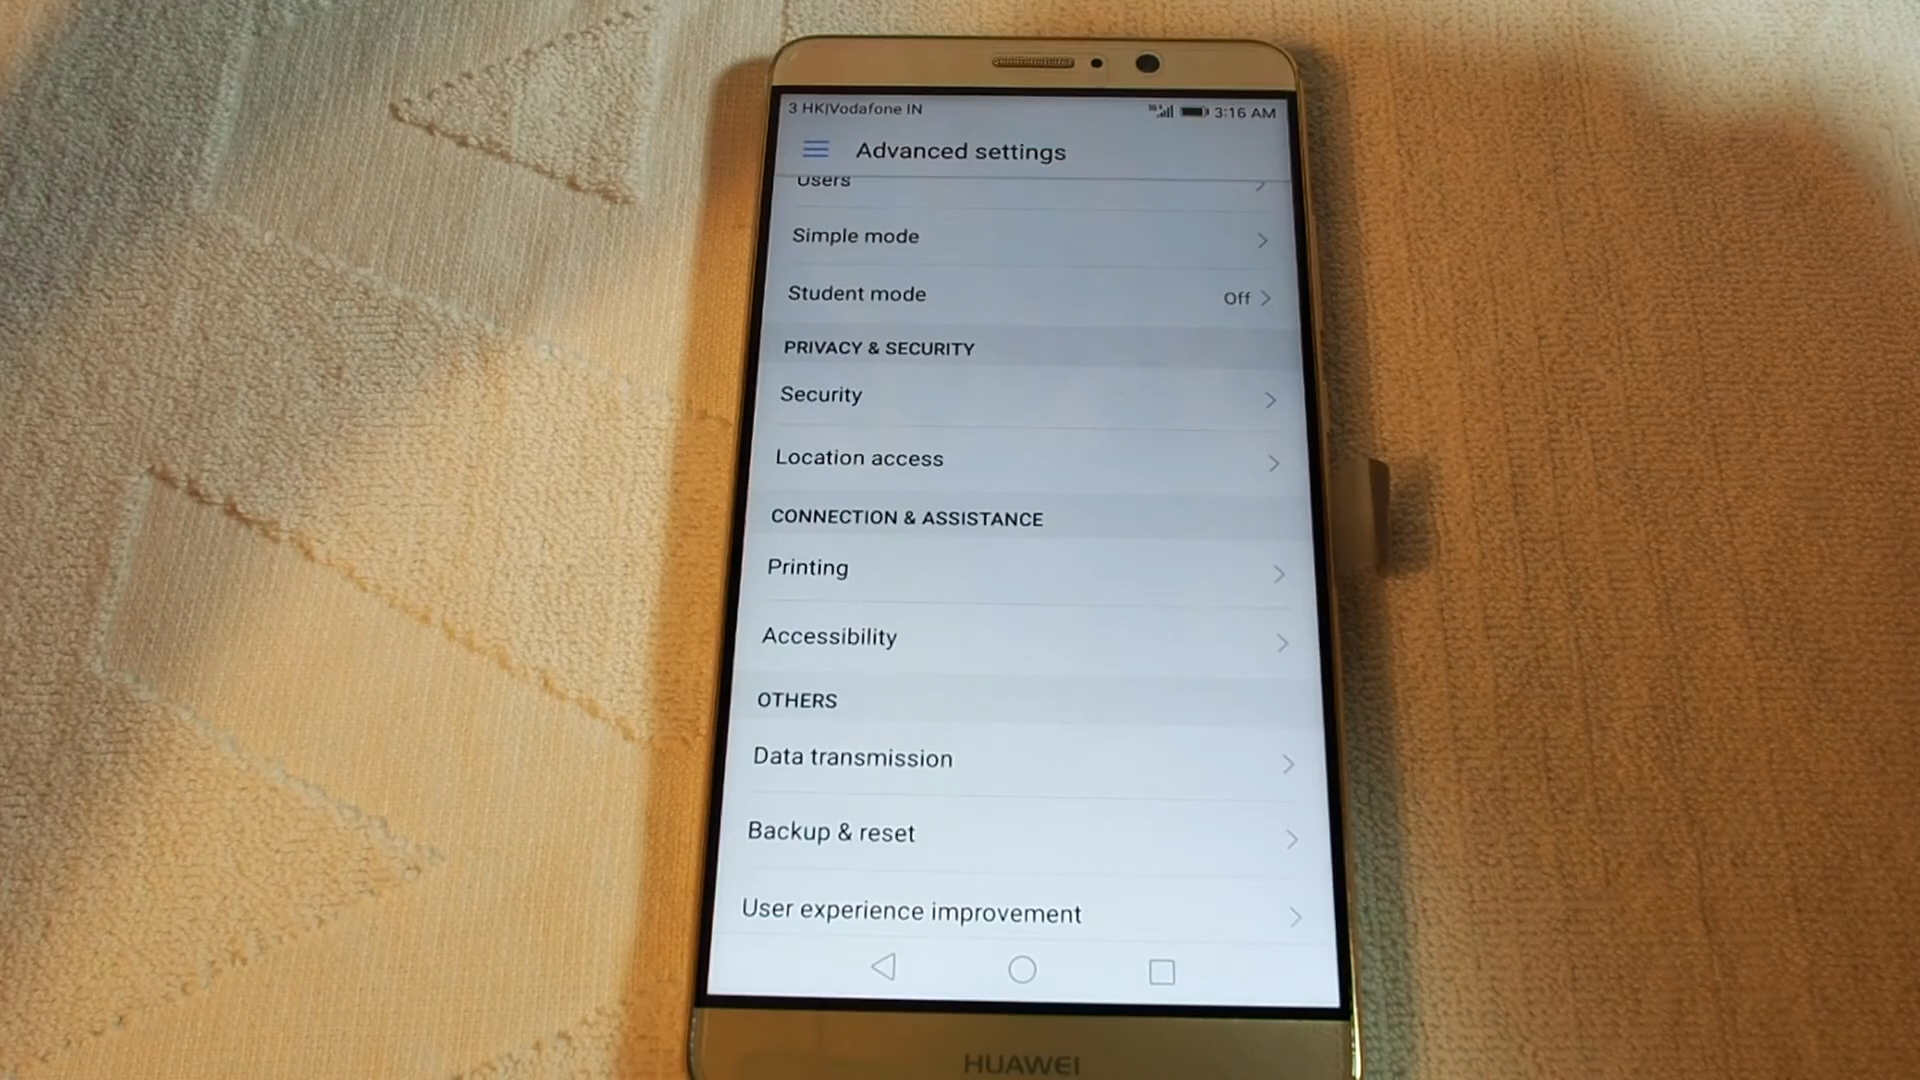 3 HK|Vodafone IN 3:16 AM
Advanced settings
Users
Simple mode
Student mode Off
PRIVACY & SECURITY
Security
Location access
CONNECTION & ASSISTANCE
Printing
Accessibility
OTHERS
Data transmission
Backup & reset
User experience improvement
HUAWEI